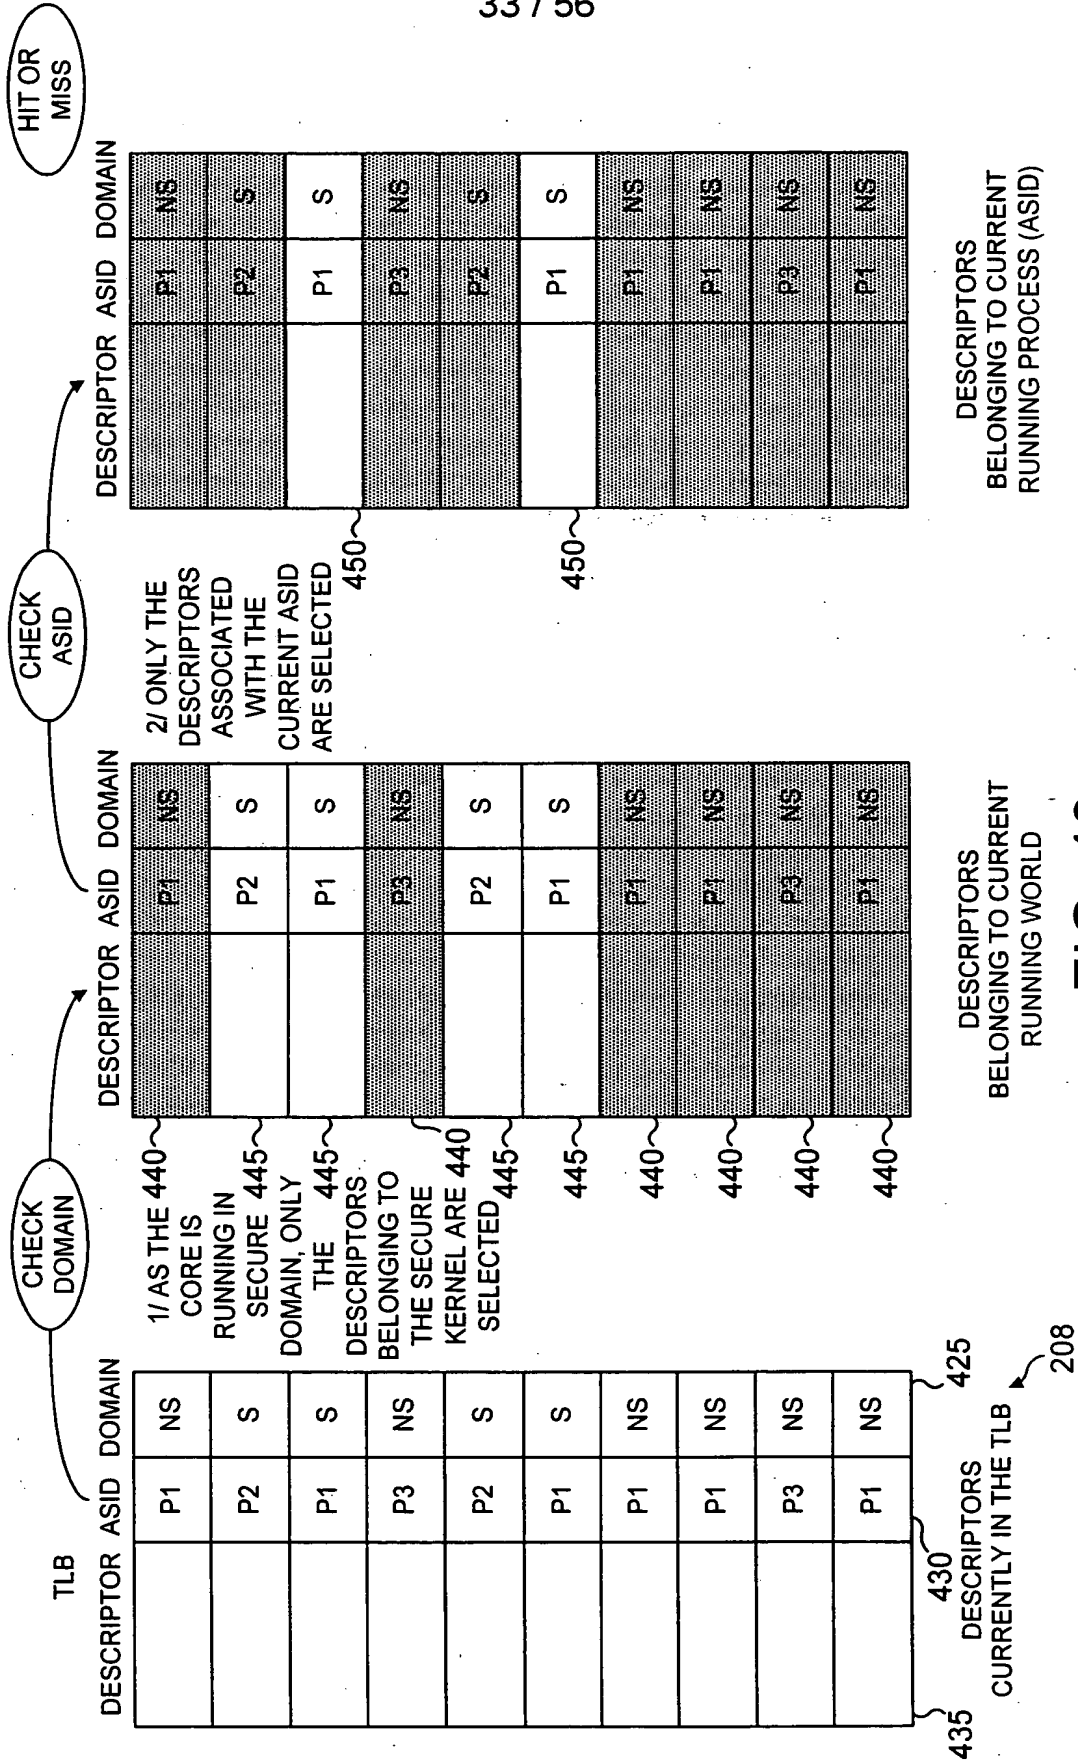 33 / 56
CHECK
DOMAIN
CHECK
ASID
HIT OR
MISS
TLB
DESCRIPTOR ASID DOMAIN
P1 NS
P2 S
P1 S
P3 NS
P2 S
P1 S
P1 NS
P1 NS
P3 NS
P1 NS
435
430
425
DESCRIPTORS
CURRENTLY IN THE TLB
208
1/ AS THE
CORE IS
RUNNING IN
SECURE
DOMAIN, ONLY
THE
DESCRIPTORS
BELONGING TO
THE SECURE
KERNEL ARE
SELECTED
440
445
445
440
445
445
440
440
440
440
DESCRIPTOR ASID DOMAIN
P1 NS
P2 S
P1 S
P3 NS
P2 S
P1 S
P1 NS
P1 NS
P3 NS
P1 NS
DESCRIPTORS
BELONGING TO CURRENT
RUNNING WORLD
2/ ONLY THE
DESCRIPTORS
ASSOCIATED
WITH THE
CURRENT ASID
ARE SELECTED
450
450
DESCRIPTOR ASID DOMAIN
P1 NS
P2 S
P1 S
P3 NS
P2 S
P1 S
P1 NS
P1 NS
P3 NS
P1 NS
DESCRIPTORS
BELONGING TO CURRENT
RUNNING PROCESS (ASID)